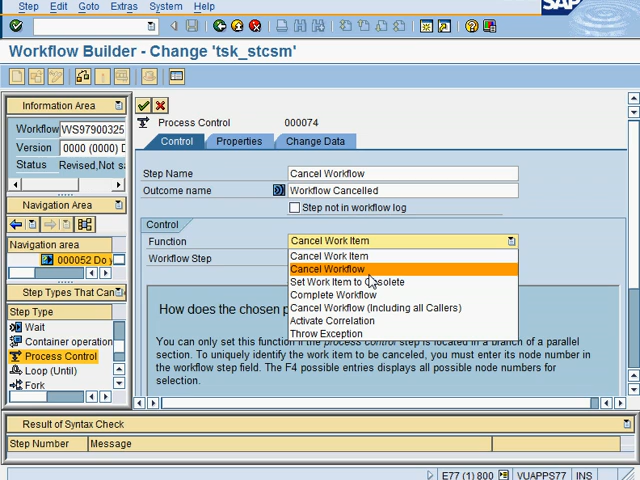 Step Edit Goto Extras System Help
SAP
Workflow Builder - Change 'tsk_stcsm'
Information Area
Workflow WS97900325
Version 0000 (0000) D
Status Revised,Not s
Navigation Area
Navigation area
000052 Do y
Step Types That Can
Step Type
Wait
Container operation
Process Control
Loop (Until)
Fork
Process Control 000074
Control Properties Change Data
Step Name Cancel Workflow
Outcome name Workflow Cancelled
Step not in workflow log
Control
Function Cancel Work Item
Workflow Step
Cancel Work Item
Cancel Workflow
Set Work Item to Obsolete
Complete Workflow
Cancel Workflow (Including all Callers)
Activate Correlation
Throw Exception
How does the chosen p
You can only set this function if the process control step is located in a branch of a parallel
section. To uniquely identify the work item to be canceled, you must enter its node number in
the workflow step field. The F4 possible entries displays all possible node numbers for
selection.
Result of Syntax Check
Step Number Message
E77 (1) 800 VUAPPS77 INS